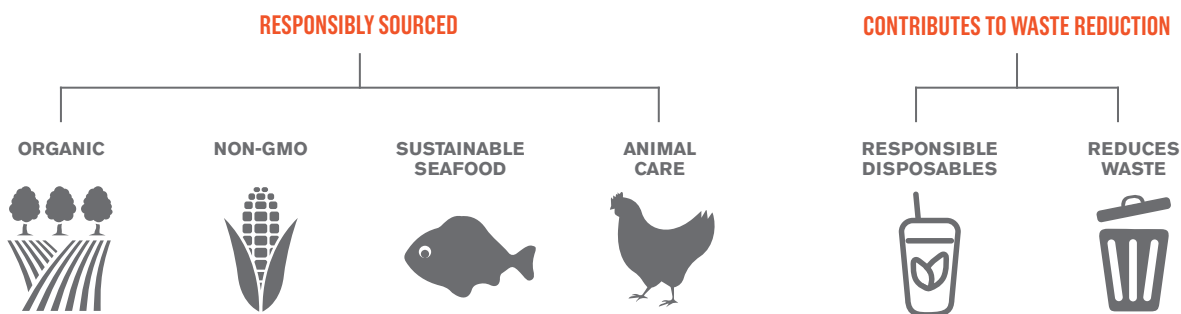 RESPONSIBLY SOURCED
CONTRIBUTES TO WASTE REDUCTION
ORGANIC
NON-GMO
SUSTAINABLE
SEAFOOD
ANIMAL
CARE
RESPONSIBLE
DISPOSABLES
REDUCES
WASTE